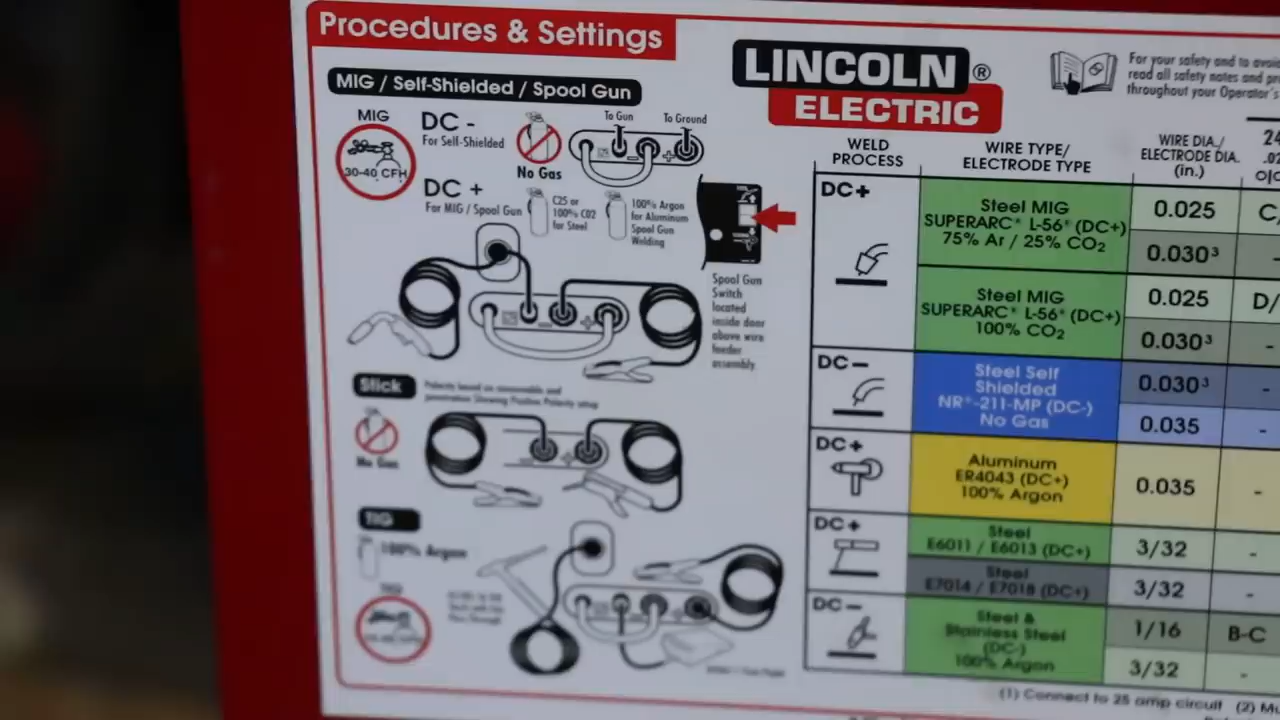 Procedures & Settings
MIG / Self-Shielded / Spool Gun
MIG
30-40 CFH
DC -
For Self-Shielded
No Gas
To Gun
To Ground
DC +
For MIG / Spool Gun
C25 or
100% CO2
for Steel
100% Argon
for Aluminum
Spool Gun
Welding
Spool Gun
Switch
located
inside door
above wire
feeder
assembly.
Stick
No Gas
TIG
100% Argon
TIG
LINCOLN ®
ELECTRIC
For your safety and to avoid
read all safety notes and
throughout your Operator's
WELD
PROCESS
WIRE TYPE/
ELECTRODE TYPE
WIRE DIA./
ELECTRODE DIA.
(in.)
24
DC+
Steel MIG
SUPERARC® L-56® (DC+)
75% Ar / 25% CO2
0.025
0.030³
-
Steel MIG
SUPERARC® L-56® (DC+)
100% CO2
0.025
D/
0.030³
-
DC-
Steel Self
Shielded
NR®-211-MP (DC-)
No Gas
0.030³
-
0.035
-
DC+
Aluminum
ER4043 (DC+)
100% Argon
0.035
-
DC+
Steel
E6011 / E6013 (DC+)
3/32
-
Steel
E7014 / E7018 (DC+)
3/32
-
DC-
Steel &
Stainless Steel
(DC-)
100% Argon
1/16
B-C
3/32
-
(1) Connect to 25 amp circuit (2)